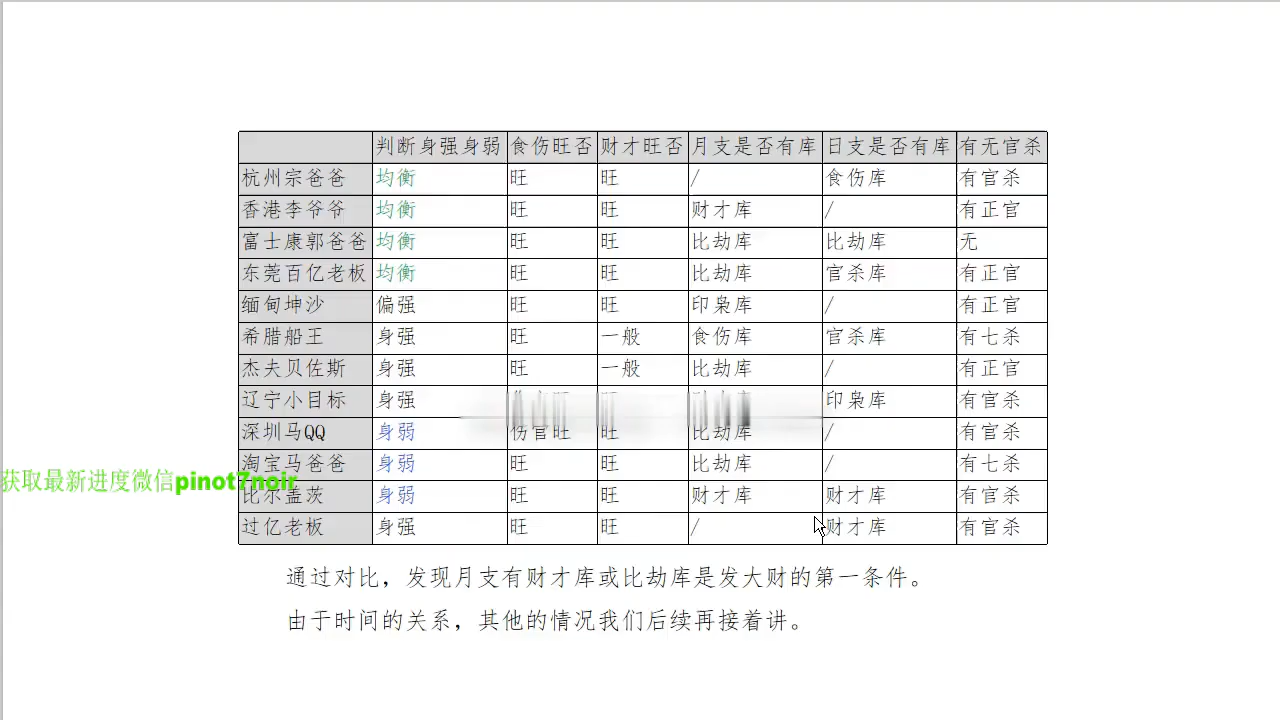 判断身强身弱 食伤旺否 财才旺否 月支是否有库 日支是否有库 有无官杀
杭州宗爸爸 均衡 旺 旺 / 食伤库 有官杀
香港李爷爷 均衡 旺 旺 财才库 / 有正官
富士康郭爸爸 均衡 旺 旺 比劫库 比劫库 无
东莞百亿老板 均衡 旺 旺 比劫库 官杀库 有正官
缅甸坤沙 偏强 旺 旺 印枭库 / 有正官
希腊船王 身强 旺 一般 食伤库 官杀库 有七杀
杰夫贝佐斯 身强 旺 一般 比劫库 / 有正官
辽宁小目标 身强 印枭库 有官杀
深圳马QQ 身弱 伤官旺 旺 比劫库 / 有官杀
淘宝马爸爸 身弱 旺 旺 比劫库 / 有七杀
获取最新进度微信pinot7noir
比尔盖茨 身弱 旺 旺 财才库 财才库 有官杀
过亿老板 身强 旺 旺 / 财才库 有官杀
通过对比，发现月支有财才库或比劫库是发大财的第一条件。
由于时间的关系，其他的情况我们后续再接着讲。